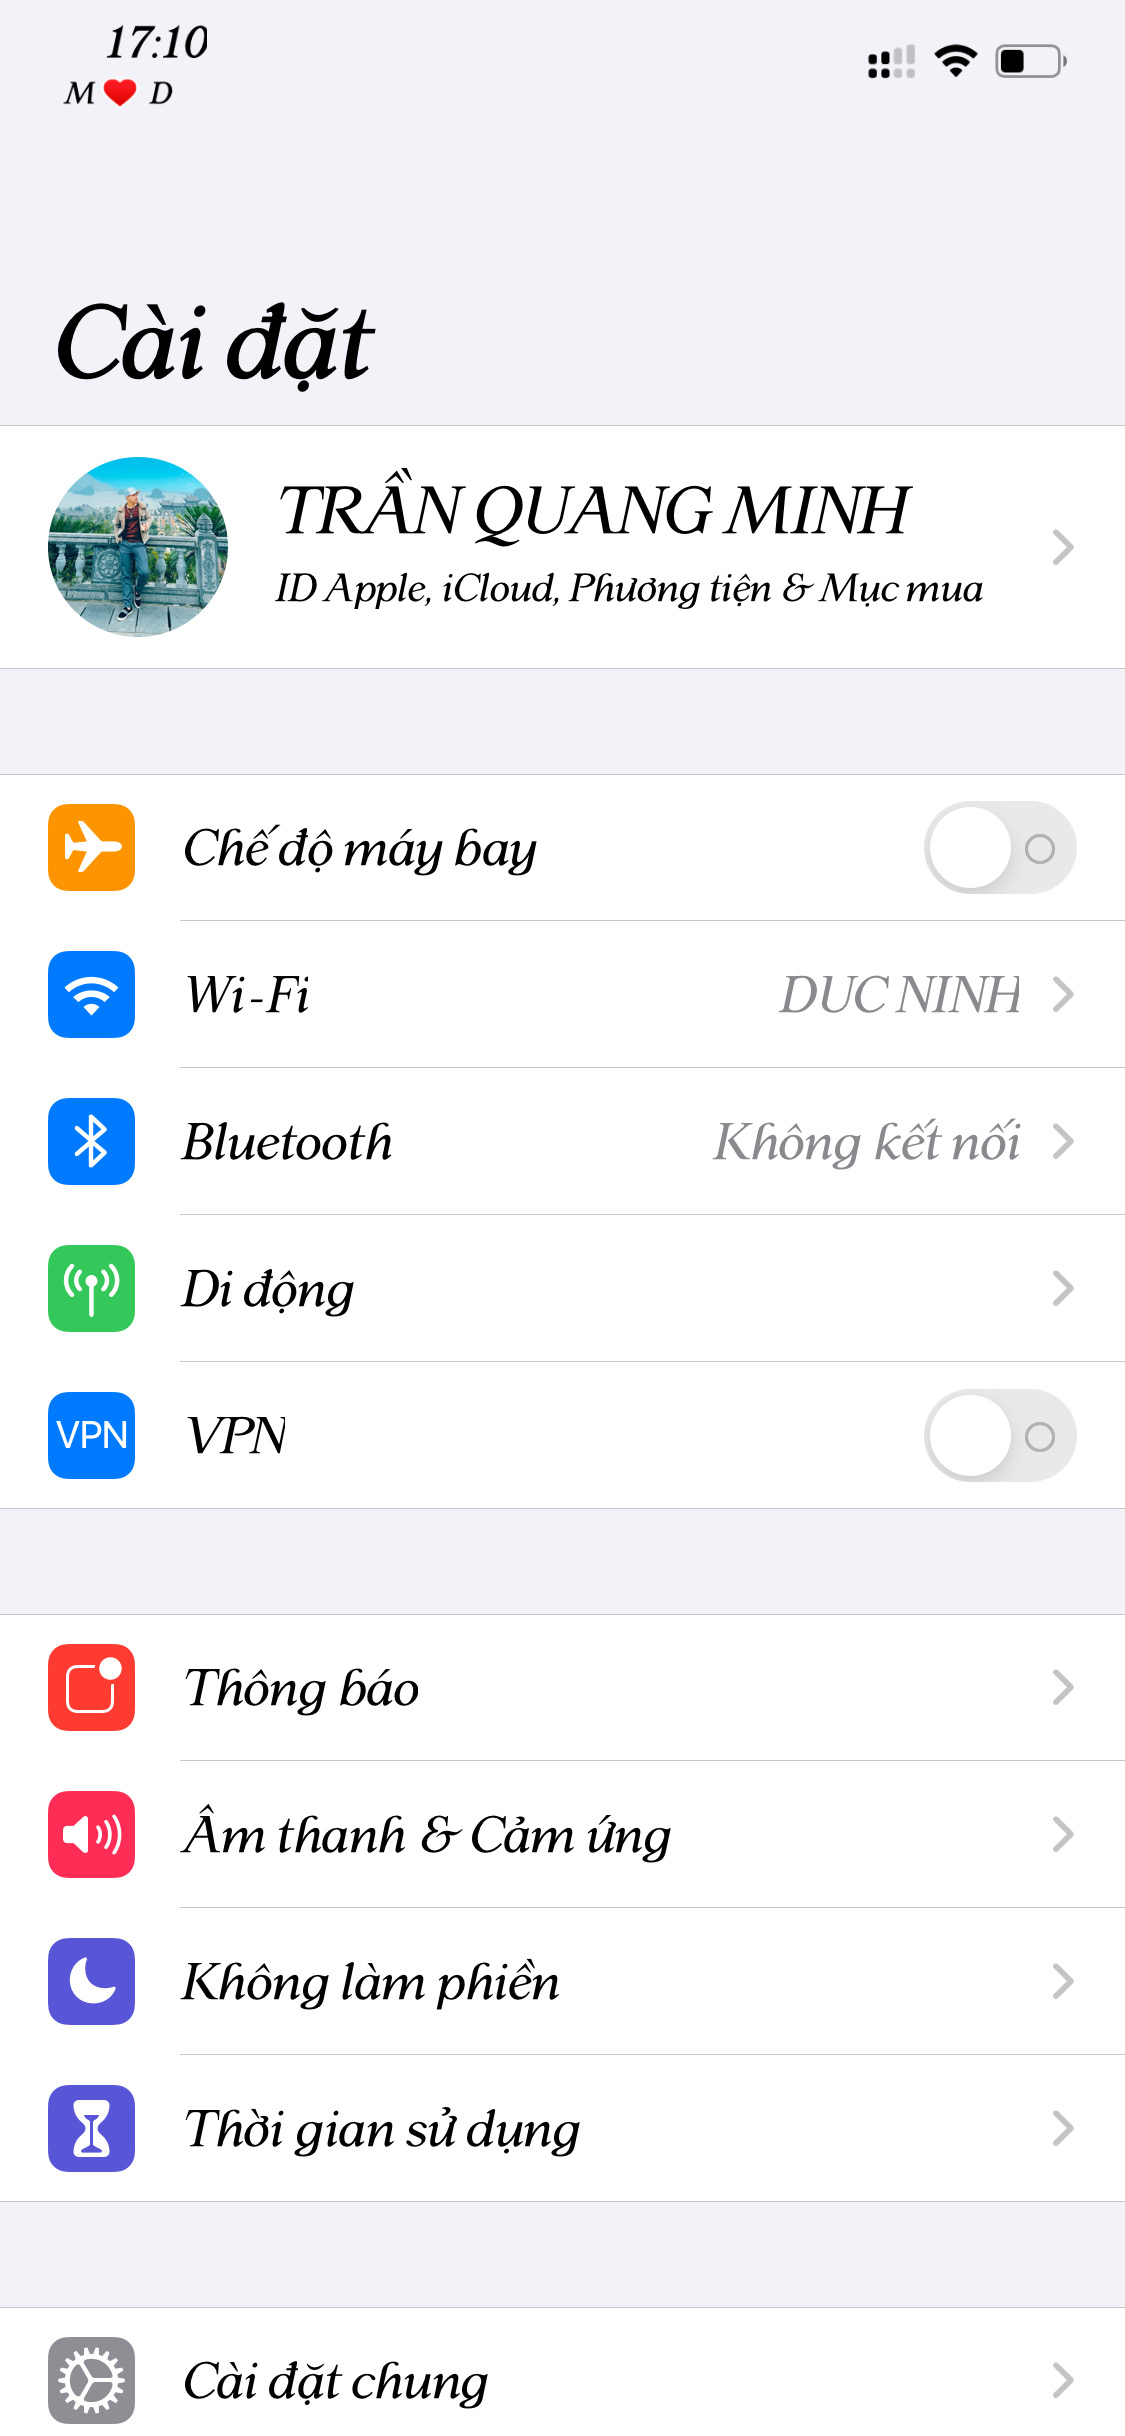 17:10
M ❤️ D
Cài đặt
TRẦN QUANG MINH
ID Apple, iCloud, Phương tiện & Mục mua
Chế độ máy bay
Wi-Fi DUC NINH
Bluetooth Không kết nối
Di động
VPN VPN
Thông báo
Âm thanh & Cảm ứng
Không làm phiền
Thời gian sử dụng
Cài đặt chung